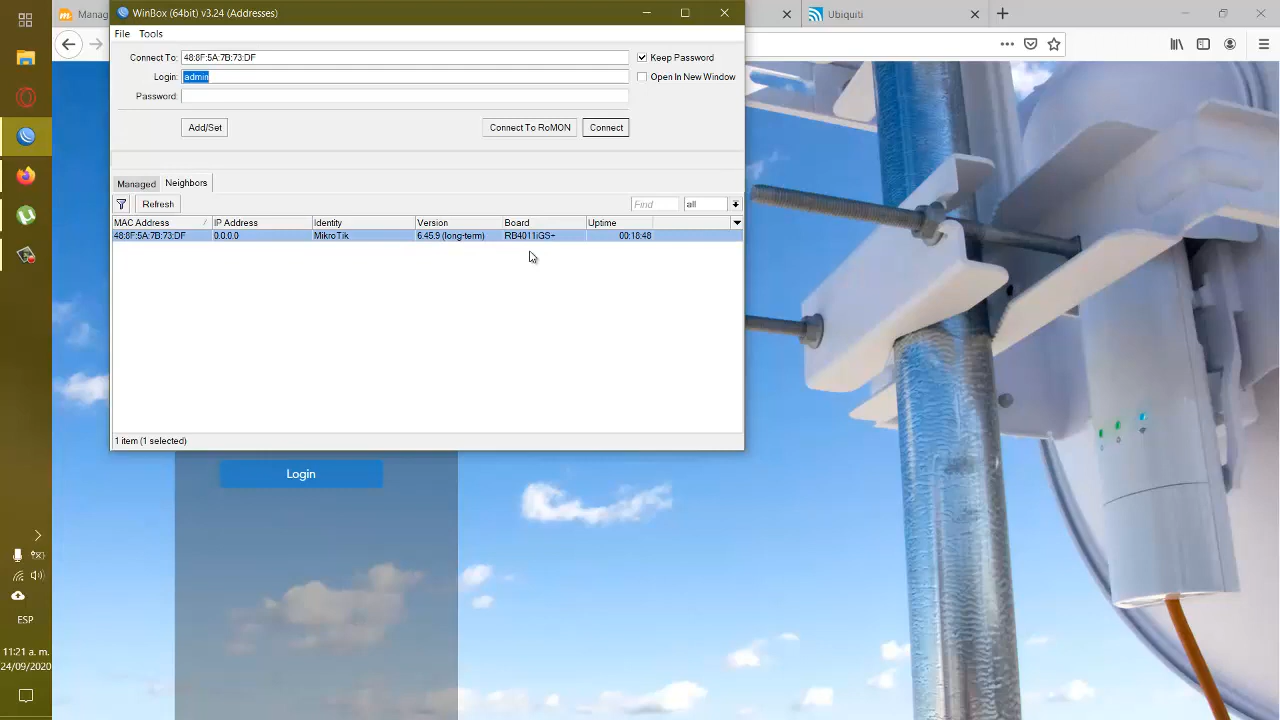 Manag
Ubiquiti
WinBox (64bit) v3.24 (Addresses)
File Tools
Connect To: 48:8F:5A:7B:73:DF
Keep Password
Login: admin
Open In New Window
Password:
Add/Set
Connect To RoMON
Connect
Managed Neighbors
Refresh
Find
all
MAC Address / IP Address Identity Version Board Uptime
48:8F:5A:7B:73:DF 0.0.0.0 MikroTik 6.45.9 (long-term) RB4011iGS+ 00:18:48
1 item (1 selected)
Login
ESP
11:21 a. m.
24/09/2020